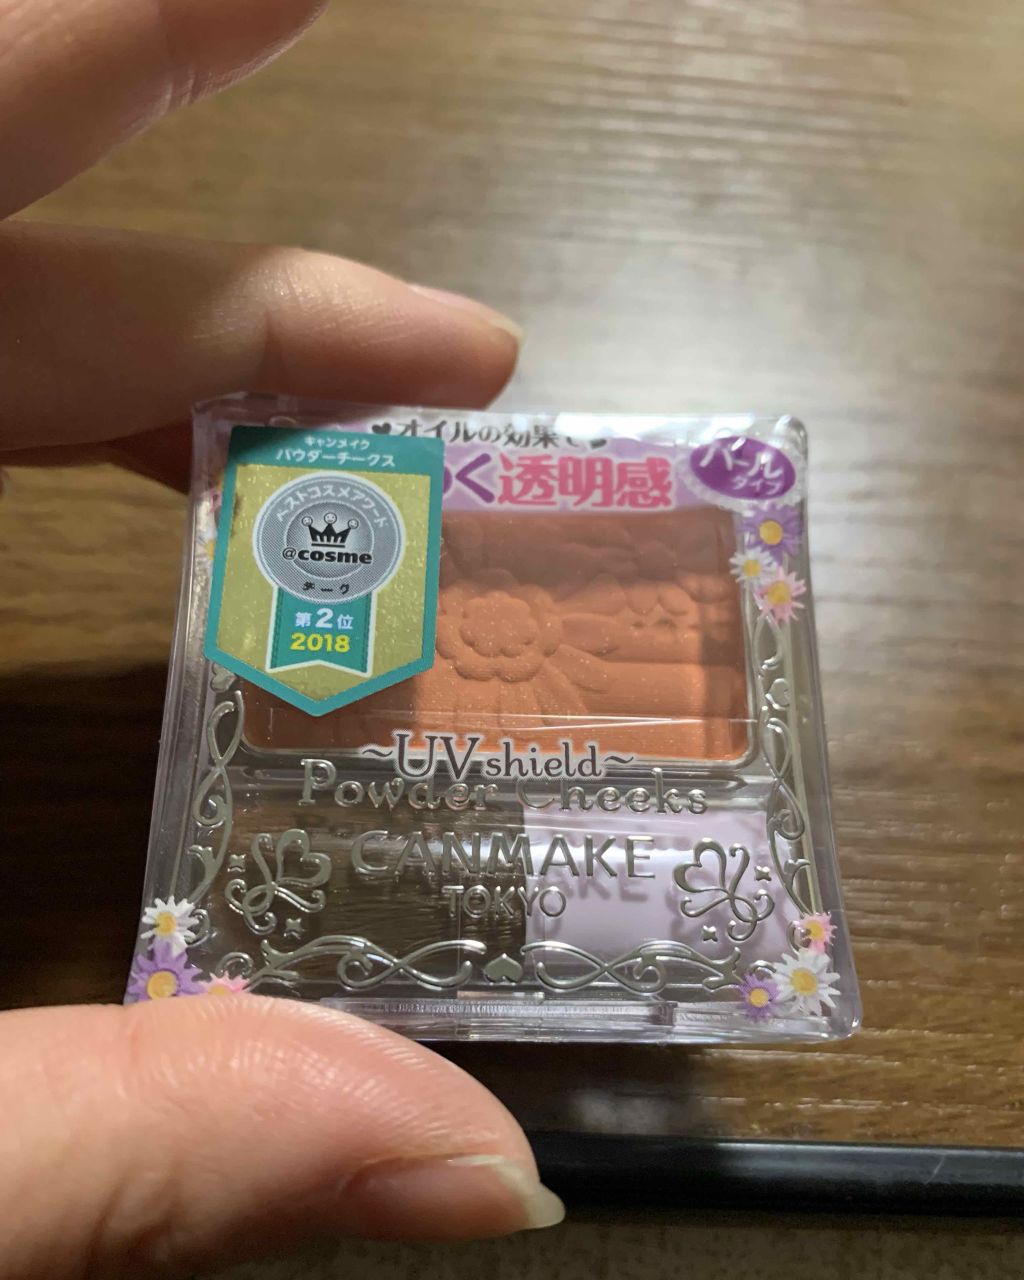 ♥オイルの効果で♥
く透明感
パール
タイプ
キャンメイク
パウダーチークス
ベストコスメアワード
@cosme
チーク
第2位
2018
~UV shield~
Powder Cheeks
CANMAKE
TOKYO